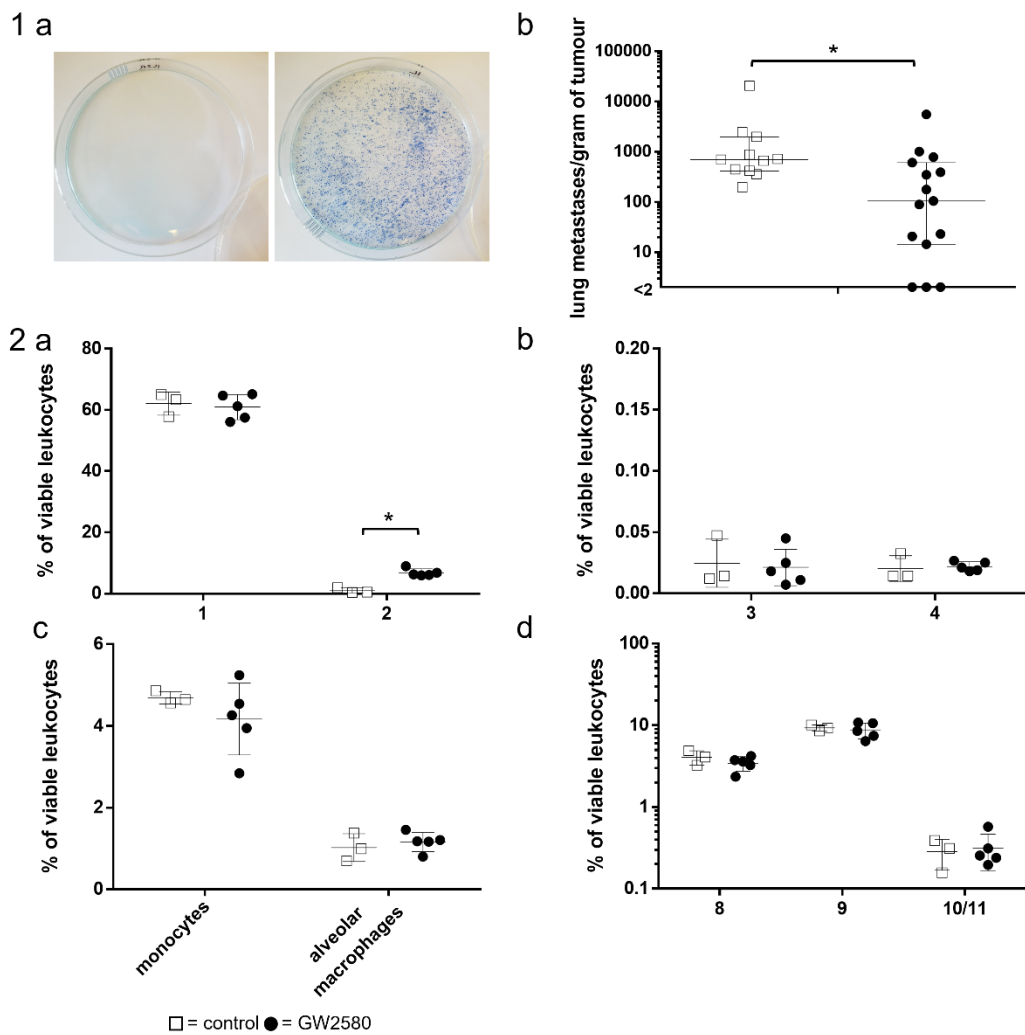 1 a
b
lung metastases/gram of tumour
100000
10000
1000
100
10
<2
*
2 a
% of viable leukocytes
80
60
40
20
0
*
1
2
b
% of viable leukocytes
0.20
0.15
0.10
0.05
0.00
3
4
c
% of viable leukocytes
6
4
2
0
monocytes
alveolar
macrophages
d
% of viable leukocytes
100
10
1
0.1
8
9
10/11
□ = control ● = GW2580